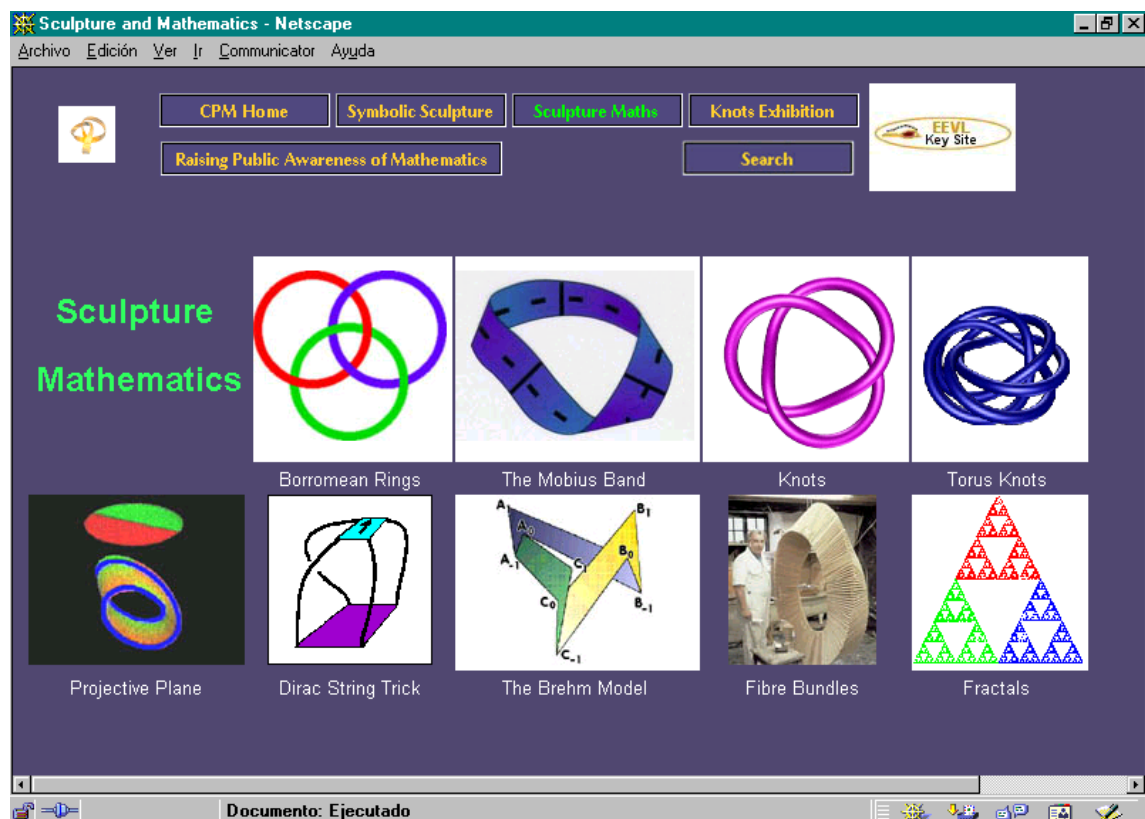 Sculpture and Mathematics - Netscape
Archivo Edición Ver Ir Communicator Ayuda
CPM Home Symbolic Sculpture Sculpture Maths Knots Exhibition
EEVL
Key Site
Raising Public Awareness of Mathematics Search
Sculpture
Mathematics
Borromean Rings The Mobius Band Knots Torus Knots
A1 B1
A0 B0
A-1 C1
C0 B-1
C-1
Projective Plane Dirac String Trick The Brehm Model Fibre Bundles Fractals
Documento: Ejecutado